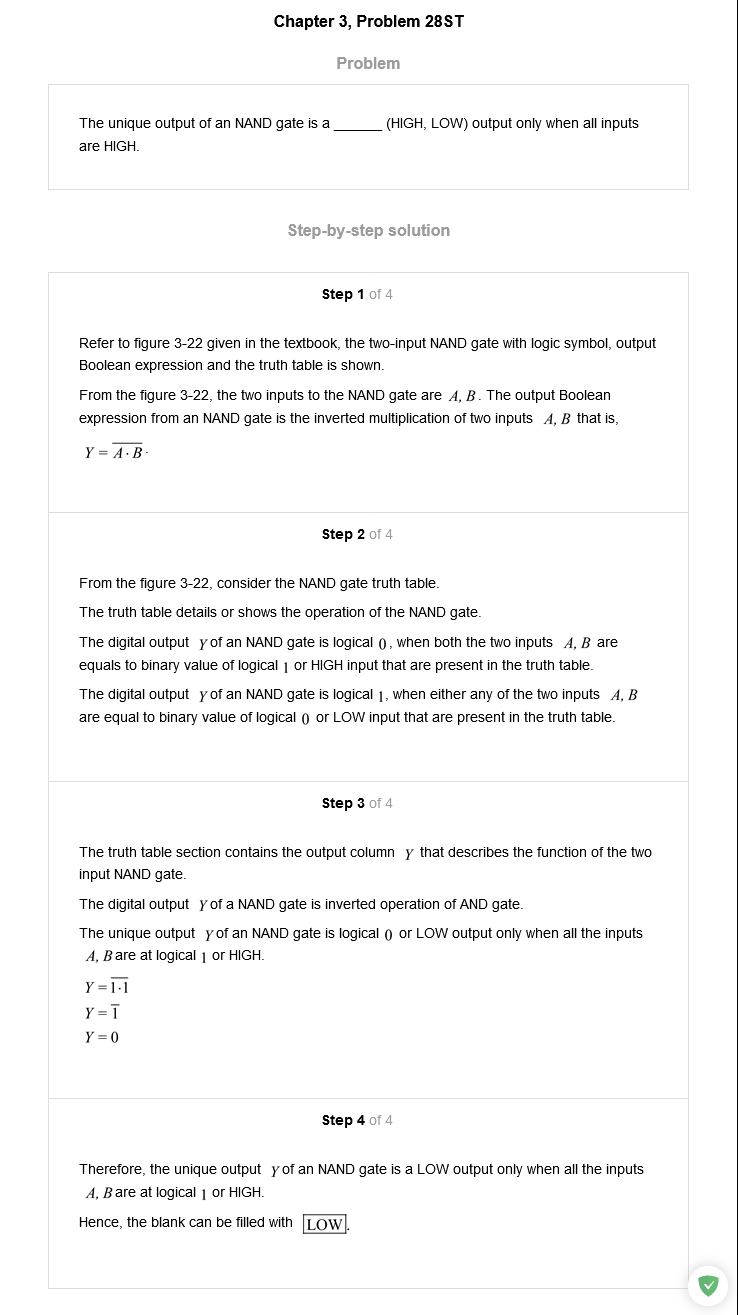 Chapter 3, Problem 28ST
Problem
The unique output of an NAND gate is a ______ (HIGH, LOW) output only when all inputs
are HIGH.
Step-by-step solution
Step 1 of 4
Refer to figure 3-22 given in the textbook, the two-input NAND gate with logic symbol, output
Boolean expression and the truth table is shown.
From the figure 3-22, the two inputs to the NAND gate are A, B. The output Boolean
expression from an NAND gate is the inverted multiplication of two inputs A, B that is,
Y = \overline{A · B}.
Step 2 of 4
From the figure 3-22, consider the NAND gate truth table.
The truth table details or shows the operation of the NAND gate.
The digital output Y of an NAND gate is logical 0, when both the two inputs A, B are
equals to binary value of logical 1 or HIGH input that are present in the truth table.
The digital output Y of an NAND gate is logical 1, when either any of the two inputs A, B
are equal to binary value of logical 0 or LOW input that are present in the truth table.
Step 3 of 4
The truth table section contains the output column Y that describes the function of the two
input NAND gate.
The digital output Y of a NAND gate is inverted operation of AND gate.
The unique output Y of an NAND gate is logical 0 or LOW output only when all the inputs
A, B are at logical 1 or HIGH.
Y = \overline{1·1}
Y = \overline{1}
Y = 0
Step 4 of 4
Therefore, the unique output Y of an NAND gate is a LOW output only when all the inputs
A, B are at logical 1 or HIGH.
Hence, the blank can be filled with LOW.